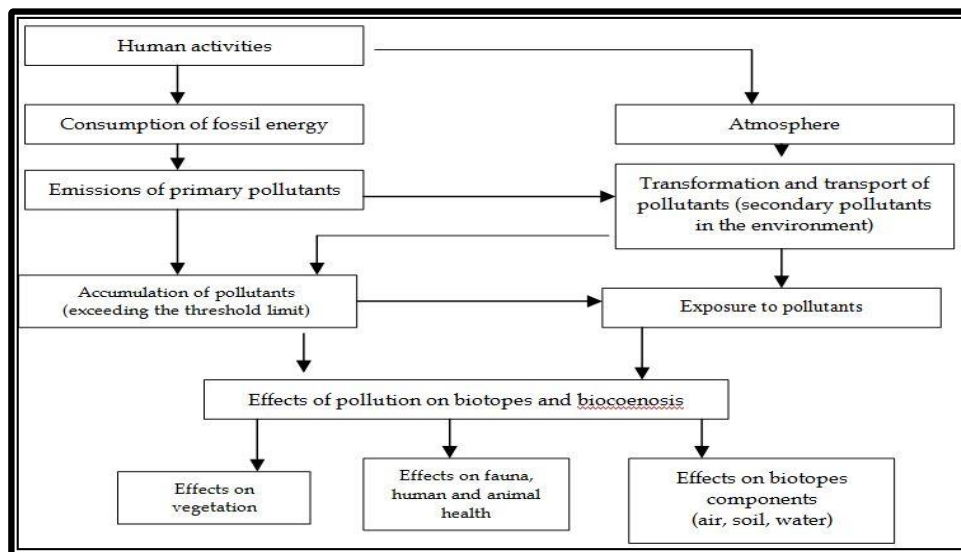 Human activities
Consumption of fossil energy
Atmosphere
Emissions of primary pollutants
Transformation and transport of
pollutants (secondary pollutants
in the environment)
Accumulation of pollutants
(exceeding the threshold limit)
Exposure to pollutants
Effects of pollution on biotopes and biocoenosis
Effects on
vegetation
Effects on fauna,
human and animal
health
Effects on biotopes
components
(air, soil, water)